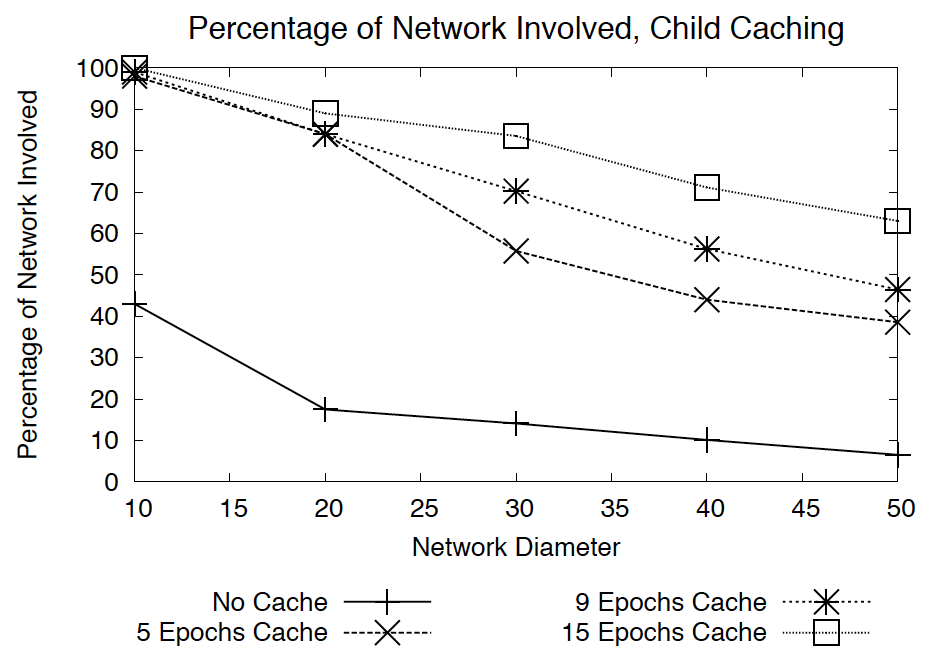 Percentage of Network Involved, Child Caching
Percentage of Network Involved
100
90
80
70
60
50
40
30
20
10
0
10 15 20 25 30 35 40 45 50
Network Diameter
No Cache
5 Epochs Cache
9 Epochs Cache
15 Epochs Cache